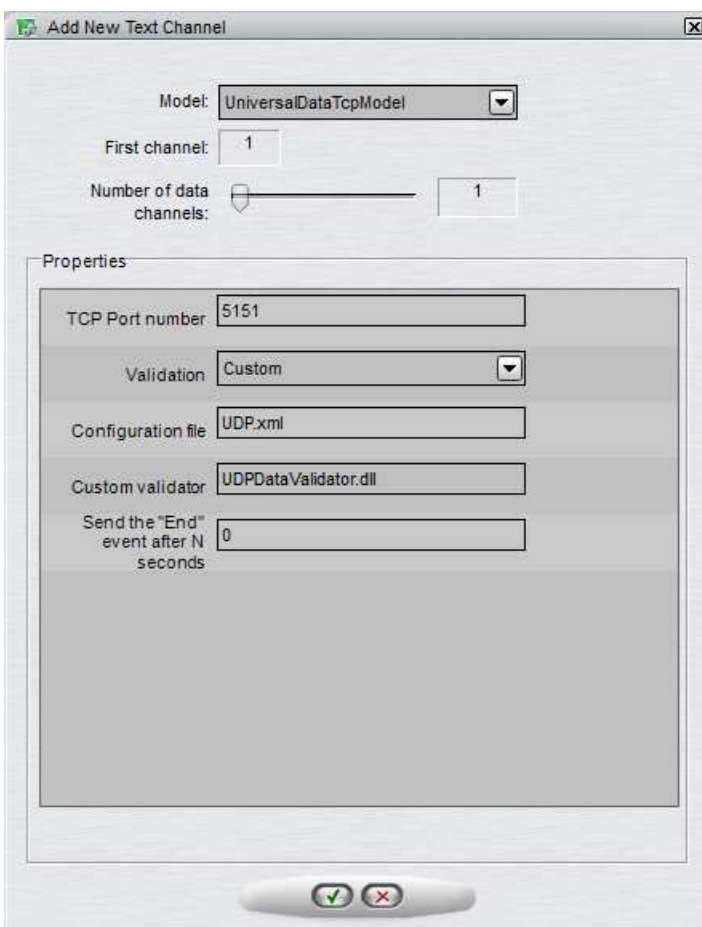 Add New Text Channel
Model: UniversalDataTcpModel
First channel: 1
Number of data
channels: 1
Properties
TCP Port number 5151
Validation Custom
Configuration file UDP.xml
Custom validator UDPDataValidator.dll
Send the "End"
event after N
seconds 0